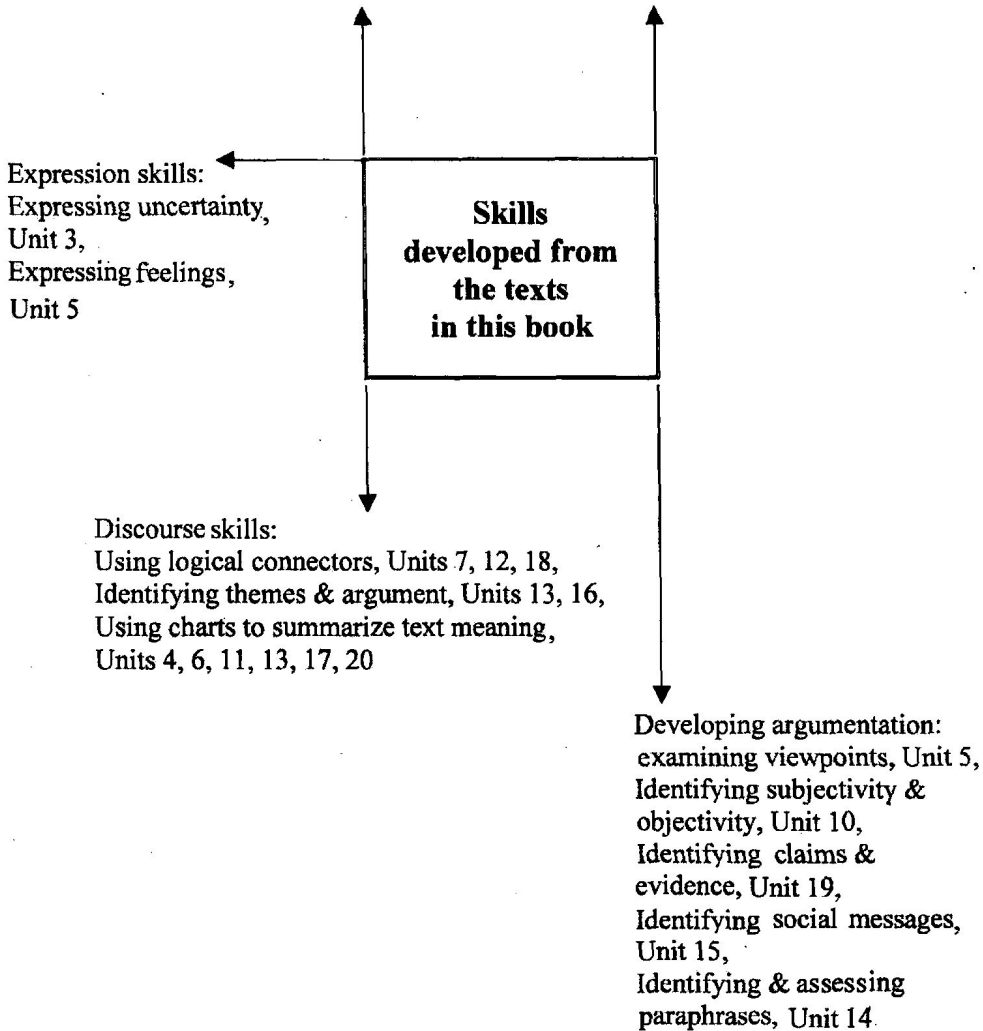 Expression skills:
Expressing uncertainty,
Unit 3,
Expressing feelings,
Unit 5
Skills
developed from
the texts
in this book
Discourse skills:
Using logical connectors, Units 7, 12, 18,
Identifying themes & argument, Units 13, 16,
Using charts to summarize text meaning,
Units 4, 6, 11, 13, 17, 20
Developing argumentation:
examining viewpoints, Unit 5,
Identifying subjectivity &
objectivity, Unit 10,
Identifying claims &
evidence, Unit 19,
Identifying social messages,
Unit 15,
Identifying & assessing
paraphrases, Unit 14